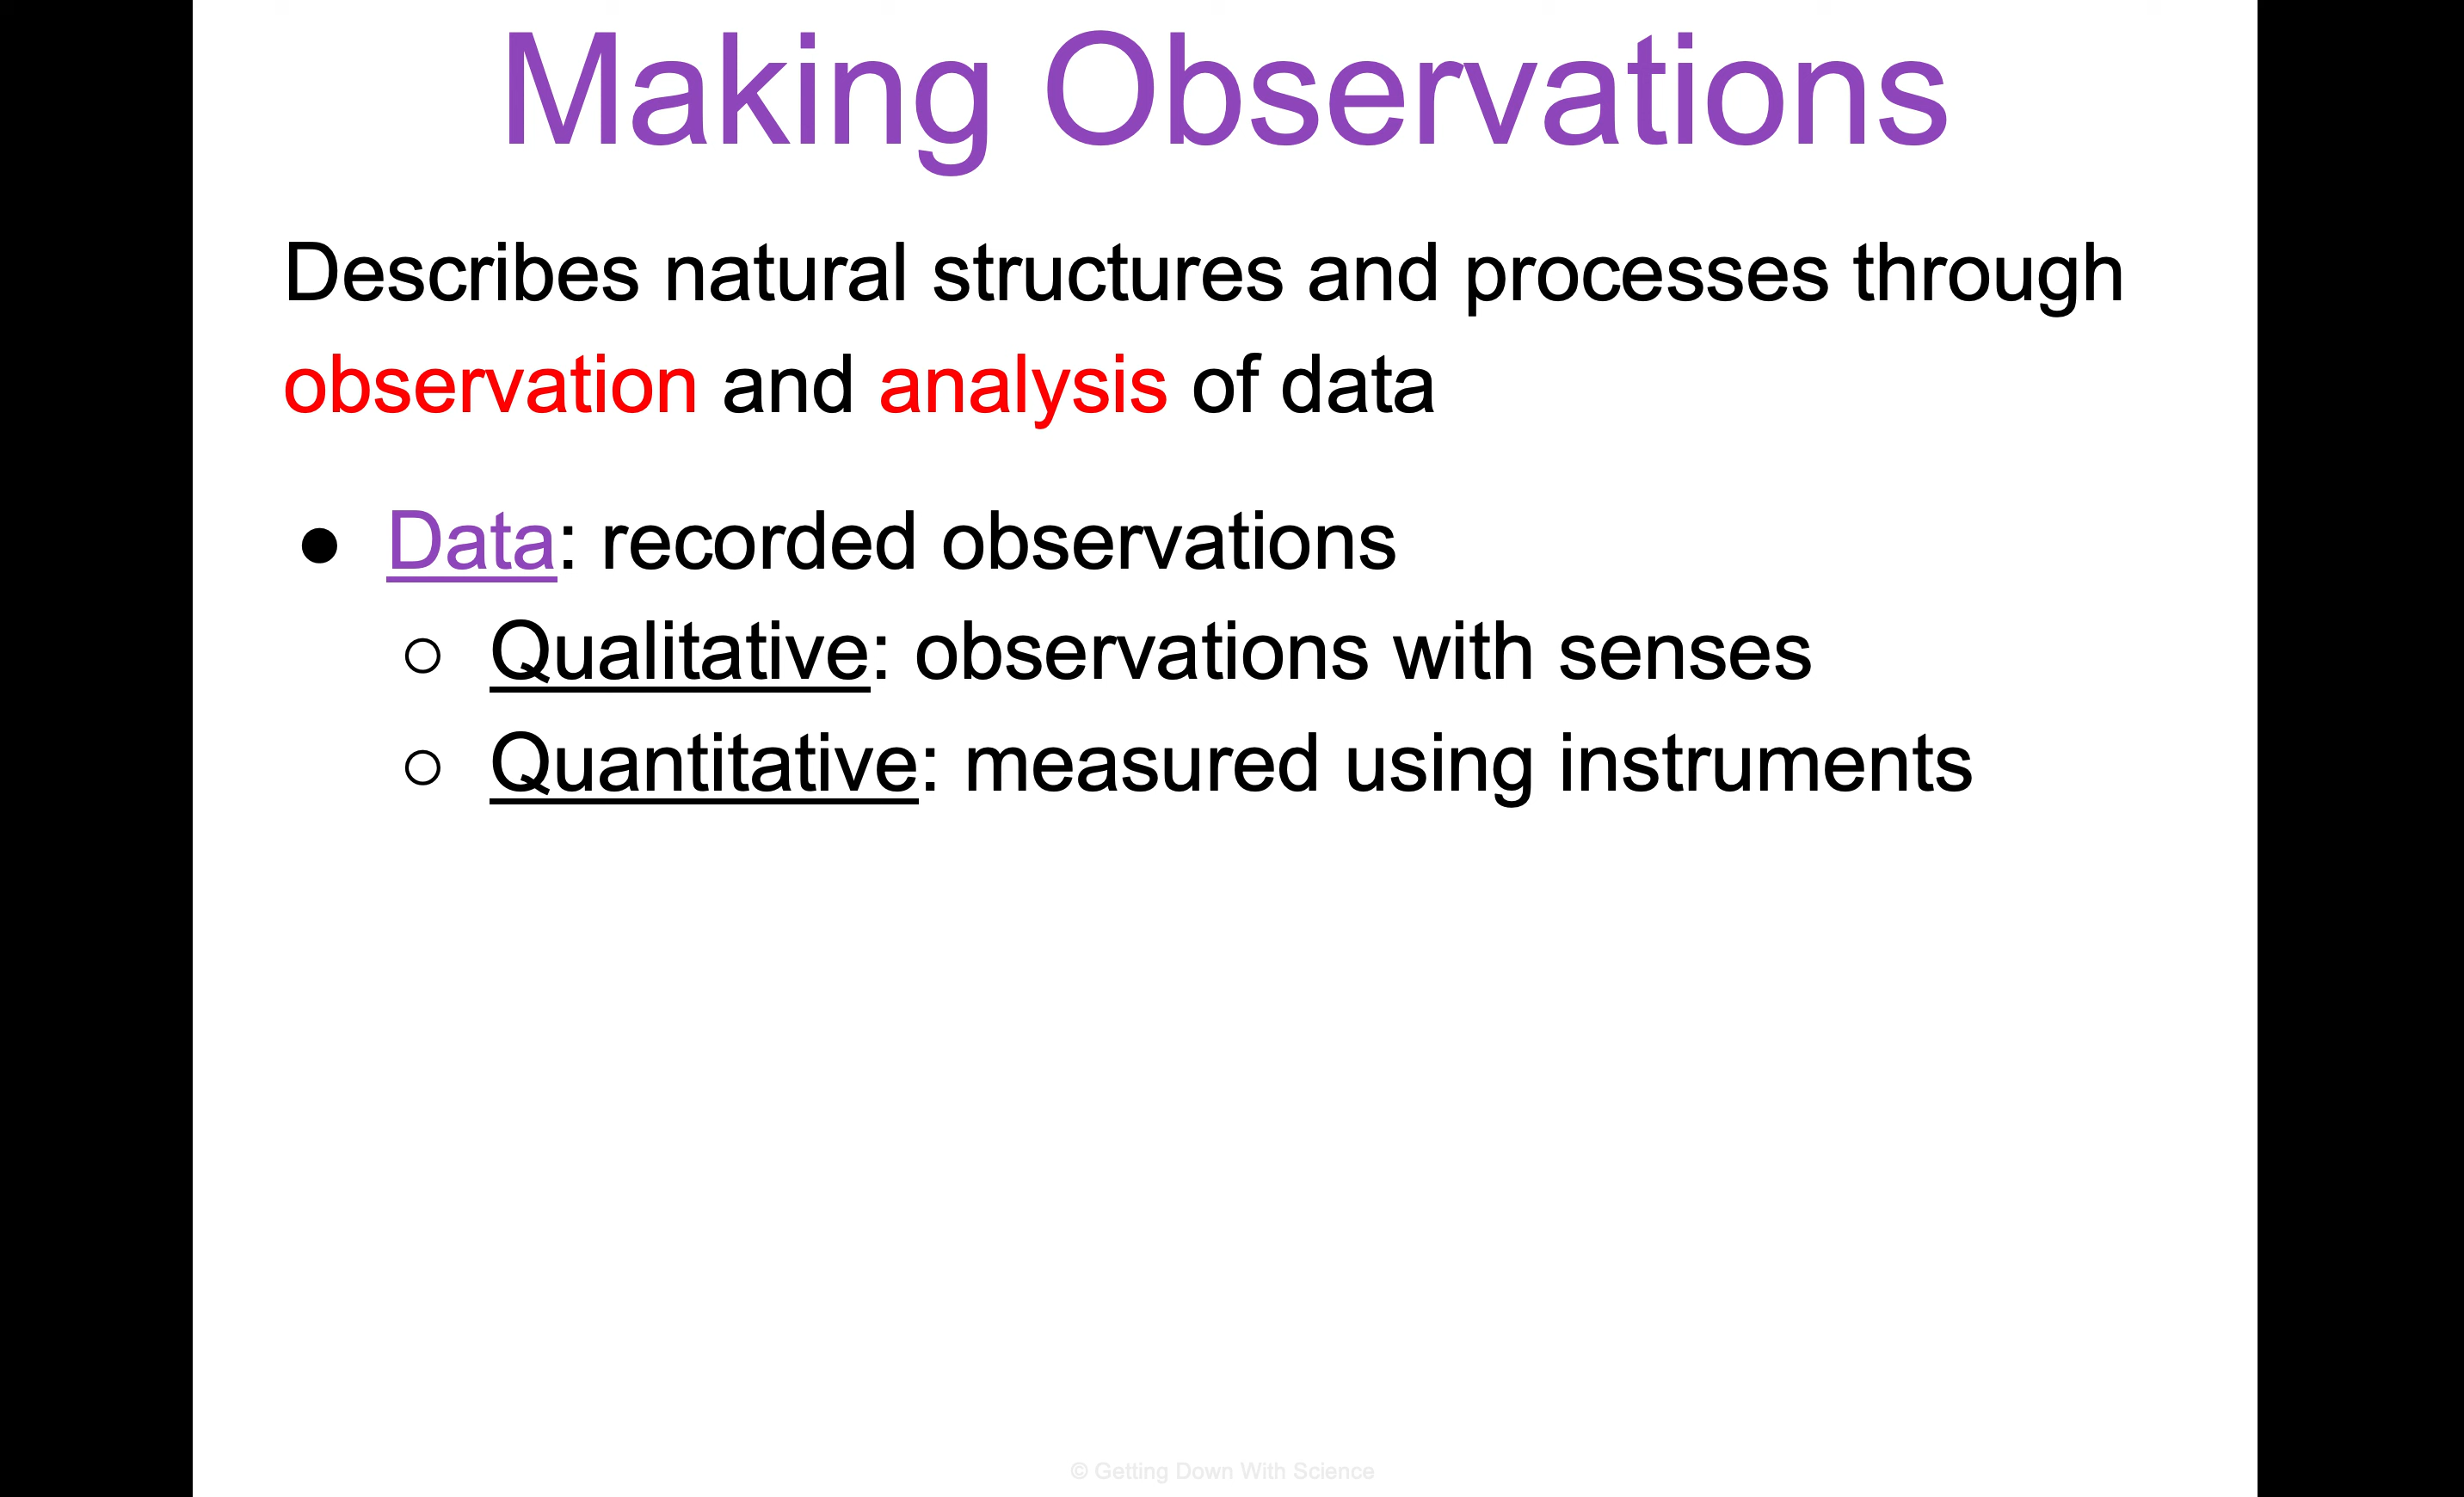 Making Observations
Describes natural structures and processes through
observation and analysis of data
● Data: recorded observations
○ Qualitative: observations with senses
○ Quantitative: measured using instruments
© Getting Down With Science